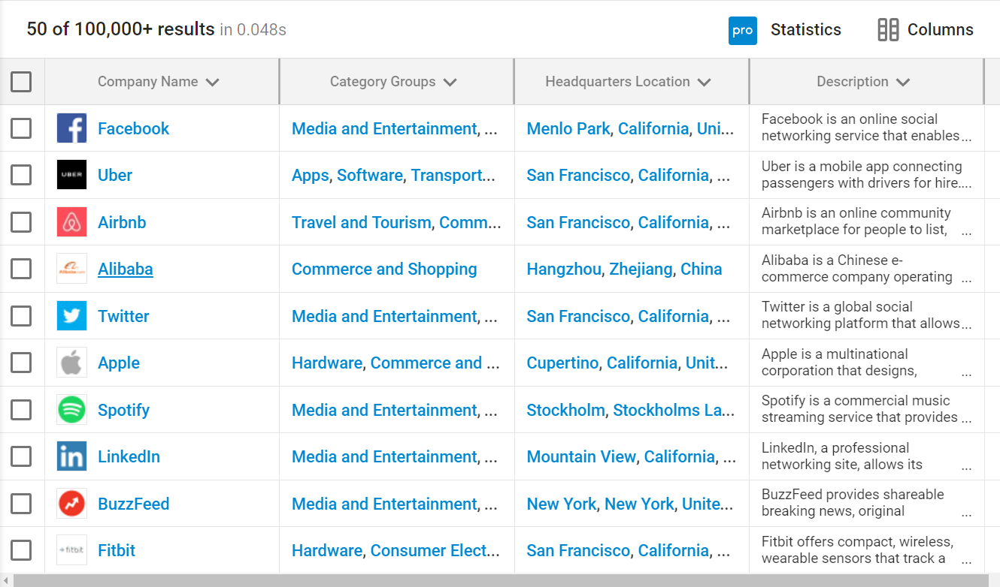 50 of 100,000+ results in 0.048s pro Statistics Columns
Company Name Category Groups Headquarters Location Description
Facebook Media and Entertainment, ... Menlo Park, California, Uni... Facebook is an online social
networking service that enables...
UBER Uber Apps, Software, Transport... San Francisco, California, ... Uber is a mobile app connecting
passengers with drivers for hire....
Airbnb Travel and Tourism, Comm... San Francisco, California, ... Airbnb is an online community
marketplace for people to list, ...
Alibaba Commerce and Shopping Hangzhou, Zhejiang, China Alibaba is a Chinese e-
commerce company operating ...
Twitter Media and Entertainment, ... San Francisco, California, ... Twitter is a global social
networking platform that allows...
Apple Hardware, Commerce and ... Cupertino, California, Unit... Apple is a multinational
corporation that designs, ...
Spotify Media and Entertainment, ... Stockholm, Stockholms La... Spotify is a commercial music
streaming service that provides ...
in LinkedIn Media and Entertainment, ... Mountain View, California, ... LinkedIn, a professional
networking site, allows its ...
BuzzFeed Media and Entertainment, ... New York, New York, Unite... BuzzFeed provides shareable
breaking news, original ...
fitbit Fitbit Hardware, Consumer Elect... San Francisco, California, ... Fitbit offers compact, wireless,
wearable sensors that track a ...